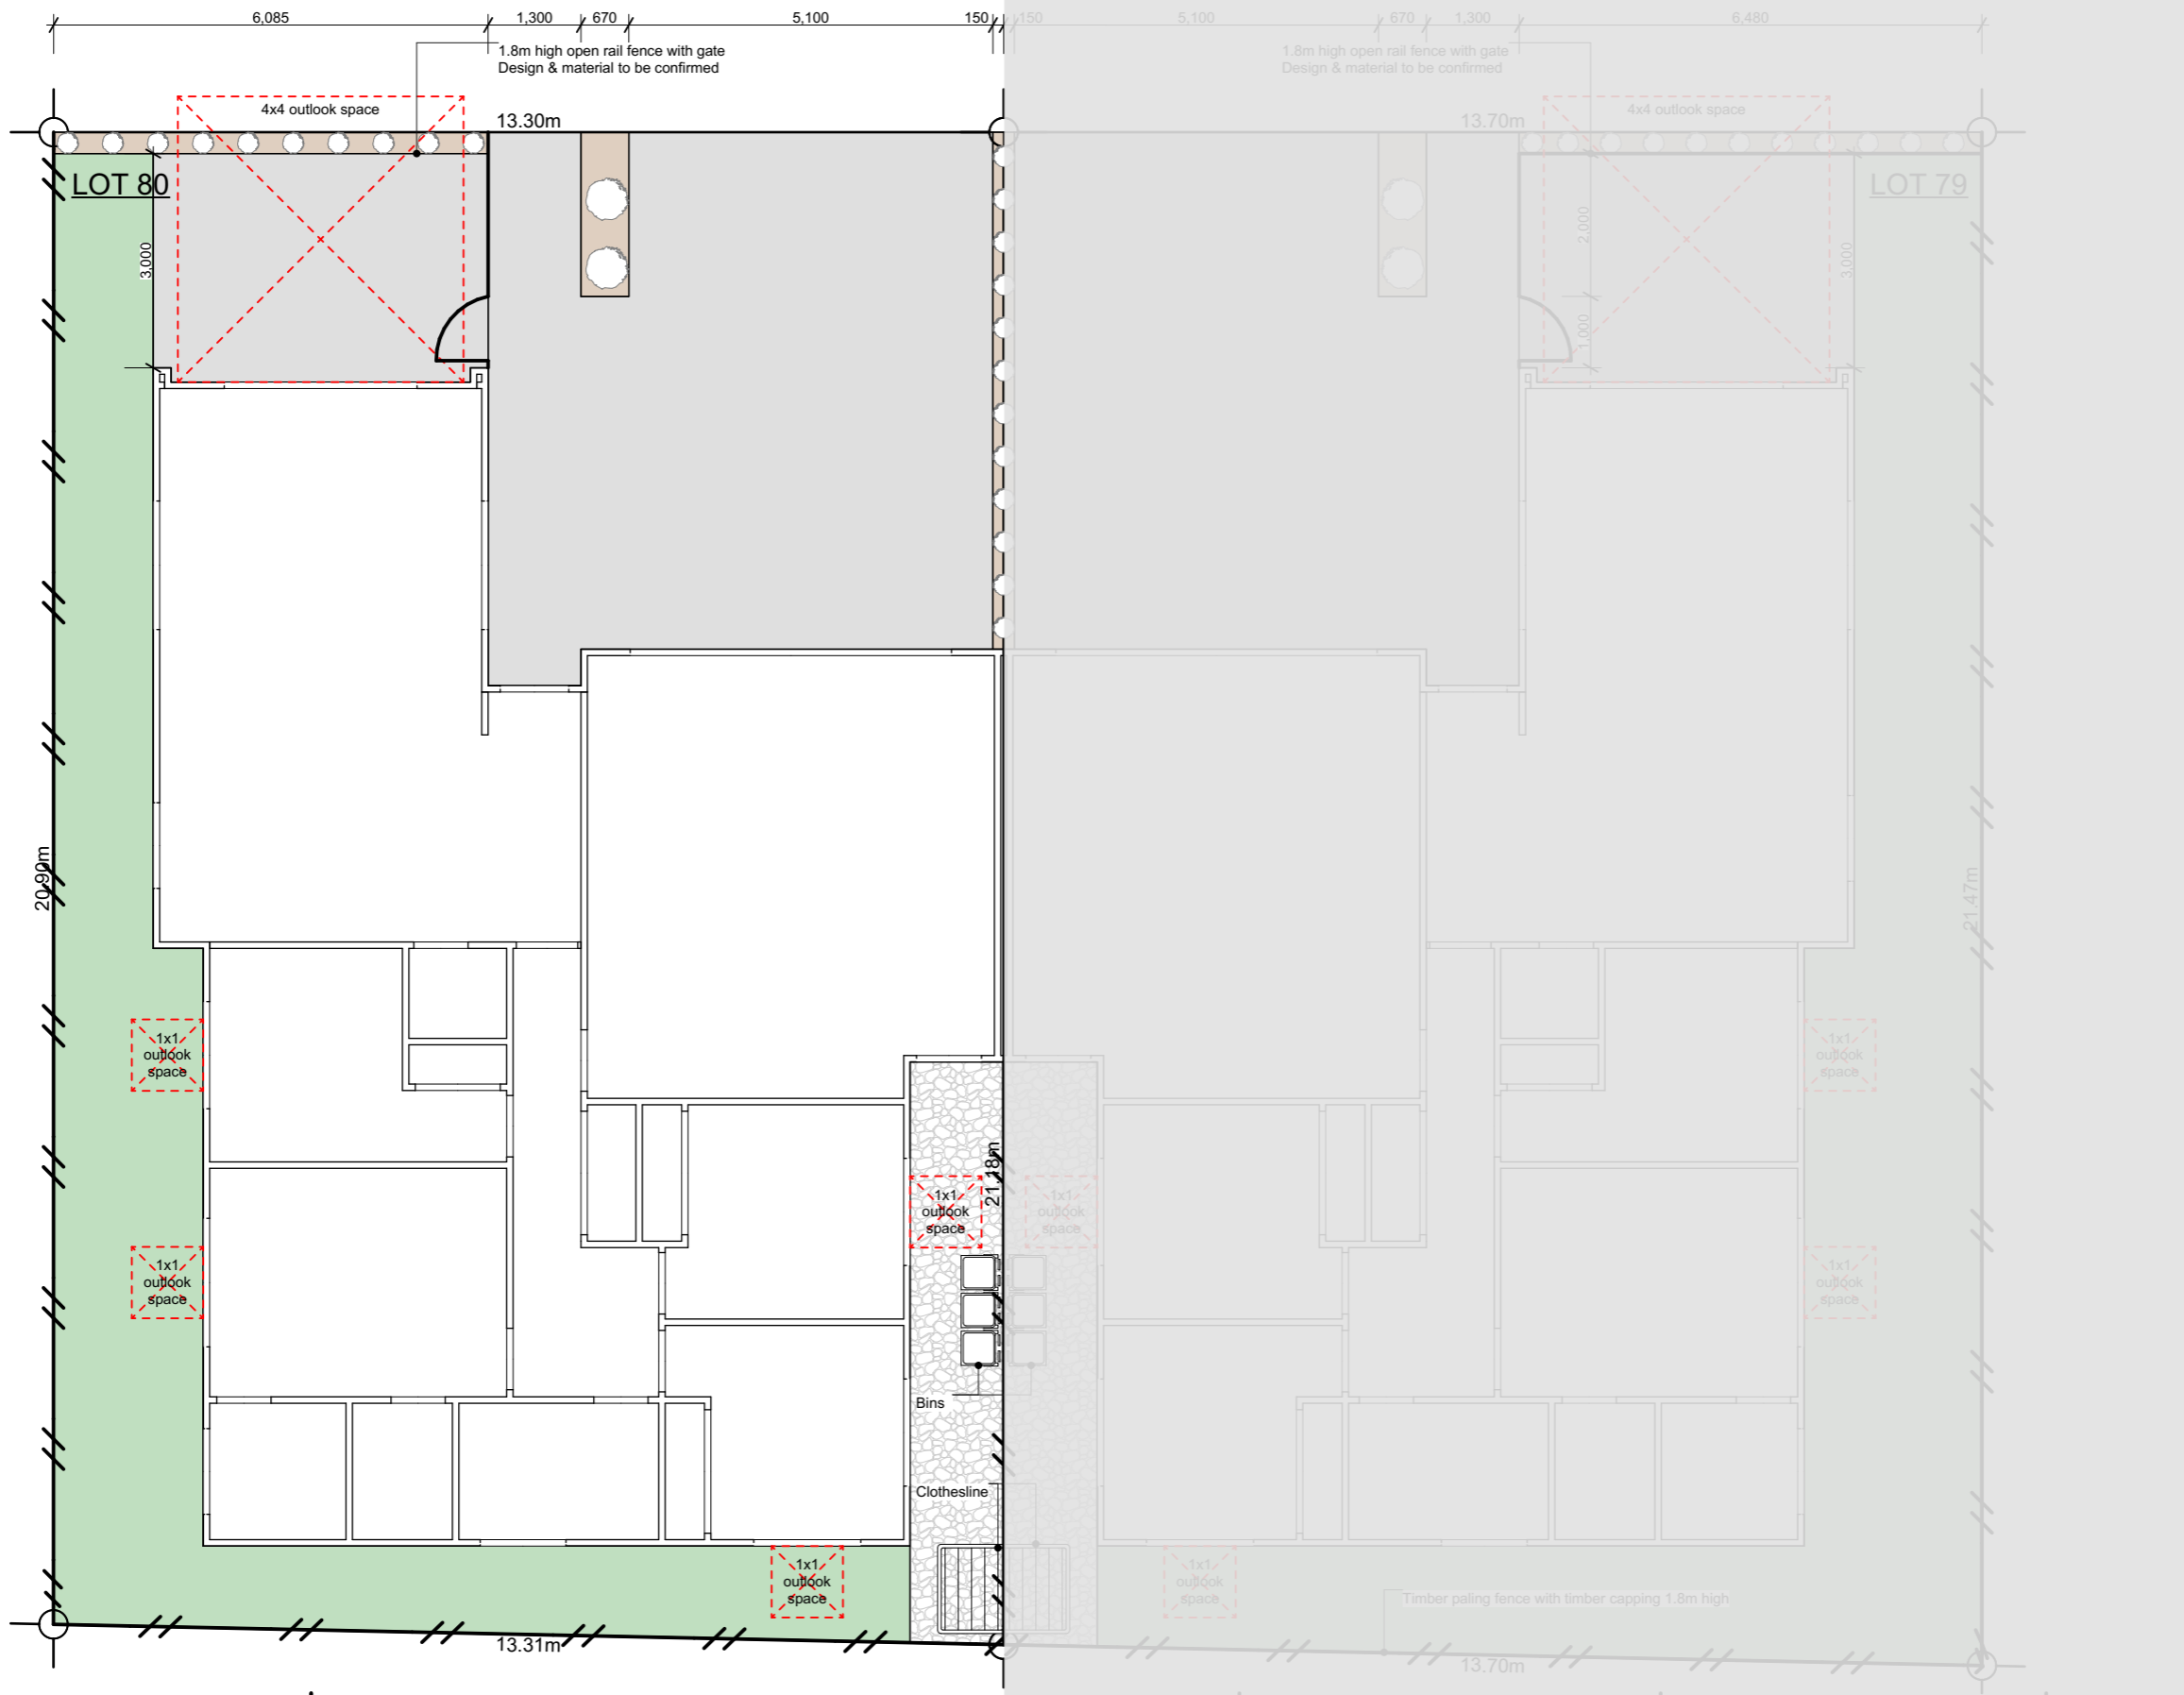 6,085
1,300
670
5,100
150
150
5,100
670
1,300
6,480
1.8m high open rail fence with gate
Design & material to be confirmed
1.8m high open rail fence with gate
Design & material to be confirmed
4x4 outlook space
4x4 outlook space
13.30m
13.70m
LOT 80
LOT 79
3,000
2,000
3,000
1,000
20.90m
21.47m
1x1
outlook
space
1x1
outlook
space
21.18m
1x1
outlook
space
1x1
outlook
space
1x1
outlook
space
1x1
outlook
space
Bins
Clothesline
1x1
outlook
space
1x1
outlook
space
Timber paling fence with timber capping 1.8m high
13.31m
13.70m